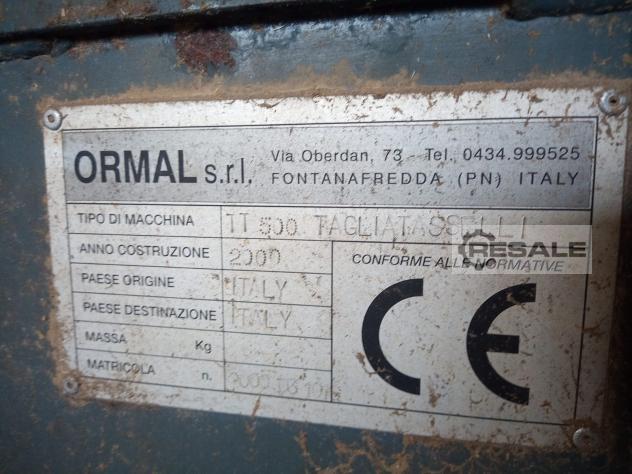 ORMAL s.r.l. Via Oberdan, 73 - Tel. 0434.999525
FONTANAFREDDA (PN) ITALY
TIPO DI MACCHINA TT 500 TAGLIATASSELLI
ANNO COSTRUZIONE 2000
CONFORME ALLE NORMATIVE
PAESE ORIGINE ITALY
PAESE DESTINAZIONE ITALY
MASSA Kg
MATRICOLA n.
CE
RESALE